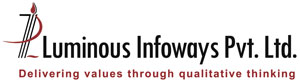 Luminous Infoways Pvt. Ltd.
Delivering values through qualitative thinking